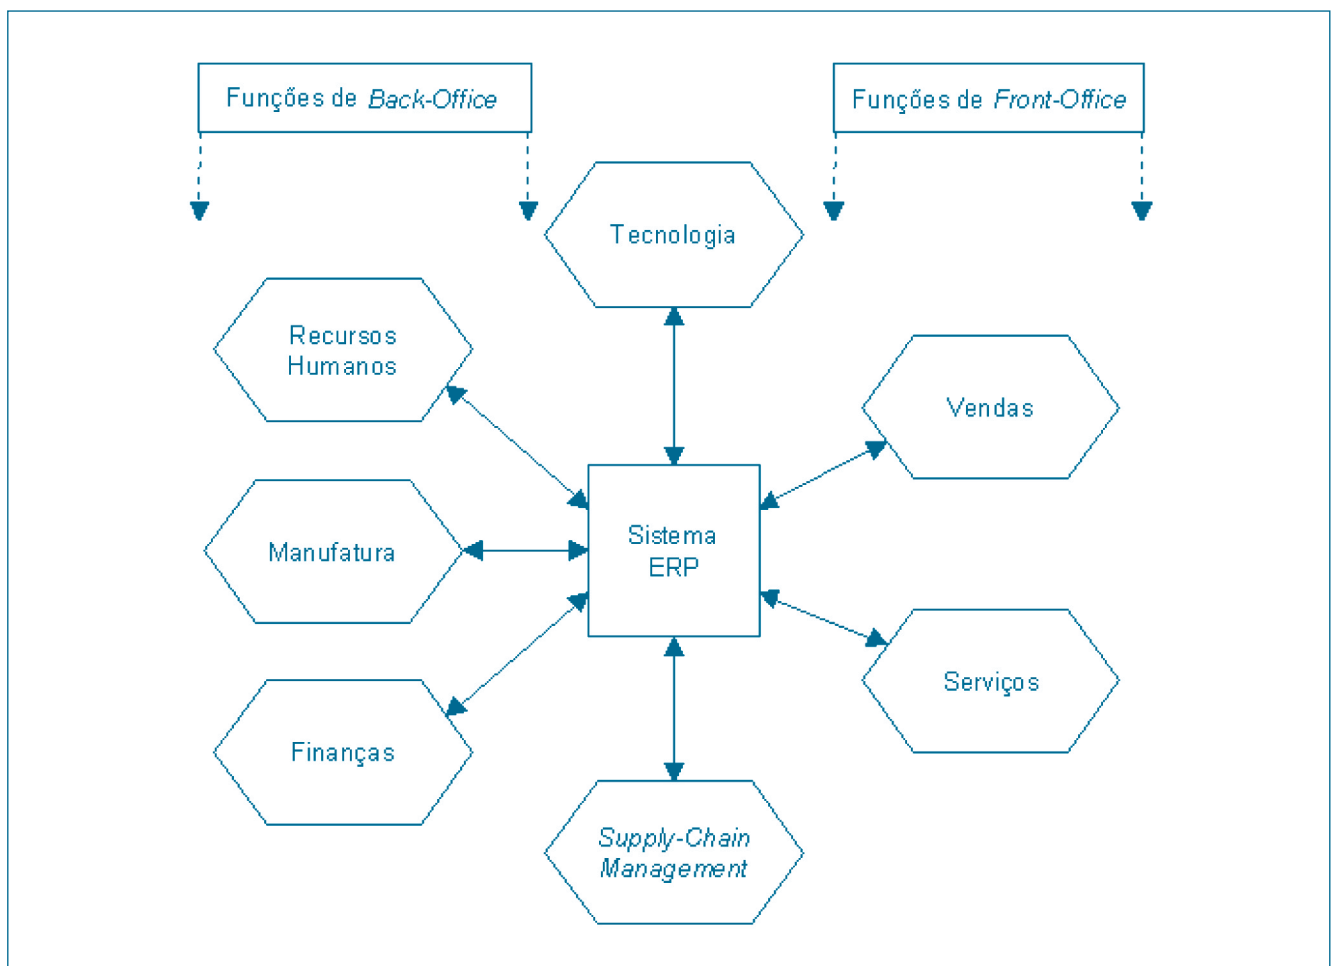 Funções de Back-Office
Funções de Front-Office
Tecnologia
Recursos
Humanos
Vendas
Manufatura
Sistema
ERP
Serviços
Finanças
Supply-Chain
Management